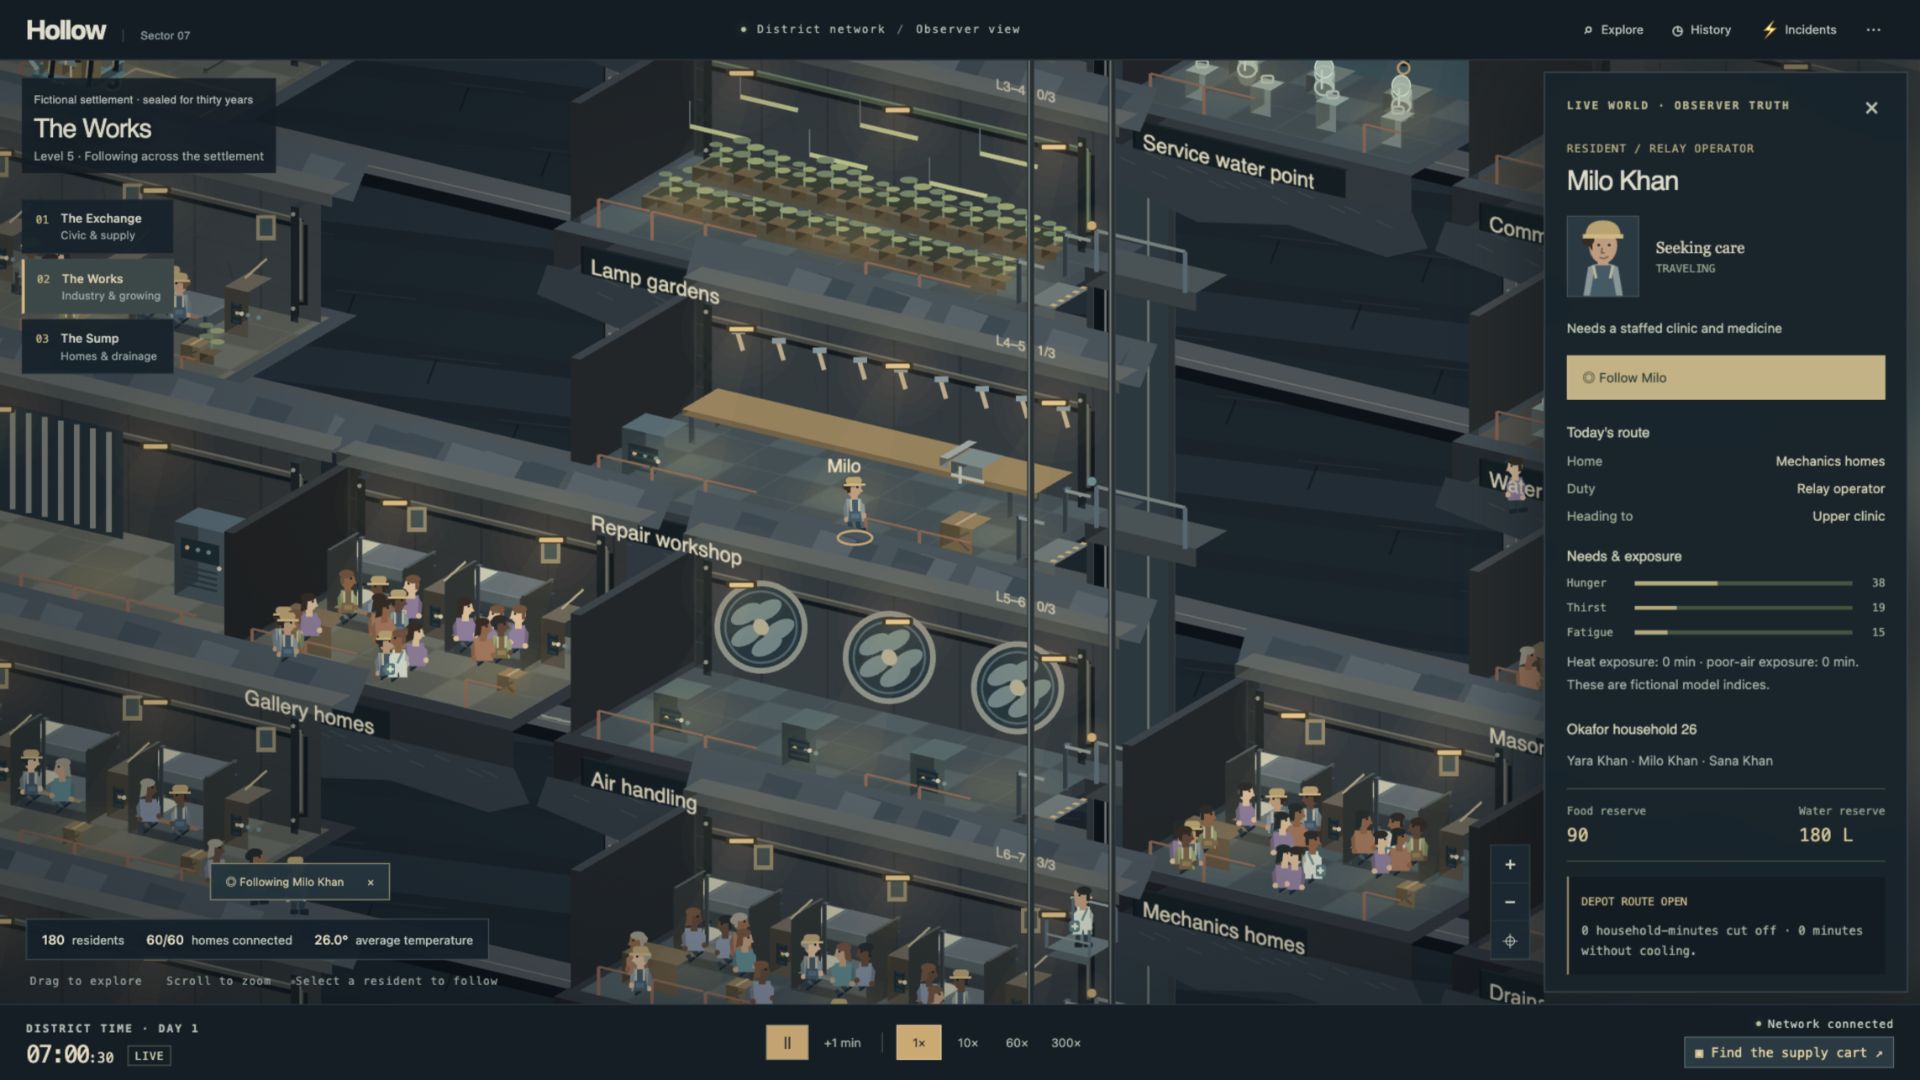 Hollow
Sector 07
District network / Observer view
Explore
History
Incidents
Fictional settlement · sealed for thirty years
The Works
Level 5 · Following across the settlement
01 The Exchange
Civic & supply
02 The Works
Industry & growing
03 The Sump
Homes & drainage
L3–4 0/3
Service water point
Comm
Lamp gardens
L4–5 1/3
Milo
Water
Repair workshop
L5–6 0/3
Gallery homes
Mason
Air handling
L6–7 3/3
Mechanics homes
Drain
LIVE WORLD · OBSERVER TRUTH
×
RESIDENT / RELAY OPERATOR
Milo Khan
Seeking care
TRAVELING
Needs a staffed clinic and medicine
◎ Follow Milo
Today's route
Home Mechanics homes
Duty Relay operator
Heading to Upper clinic
Needs & exposure
Hunger 38
Thirst 19
Fatigue 15
Heat exposure: 0 min · poor-air exposure: 0 min.
These are fictional model indices.
Okafor household 26
Yara Khan · Milo Khan · Sana Khan
Food reserve Water reserve
90 180 L
DEPOT ROUTE OPEN
0 household-minutes cut off · 0 minutes
without cooling.
+
−
◎ Following Milo Khan ×
180 residents 60/60 homes connected 26.0° average temperature
Drag to explore Scroll to zoom Select a resident to follow
DISTRICT TIME · DAY 1
07:00:30 LIVE
+1 min 1× 10× 60× 300×
Network connected
Find the supply cart ↗